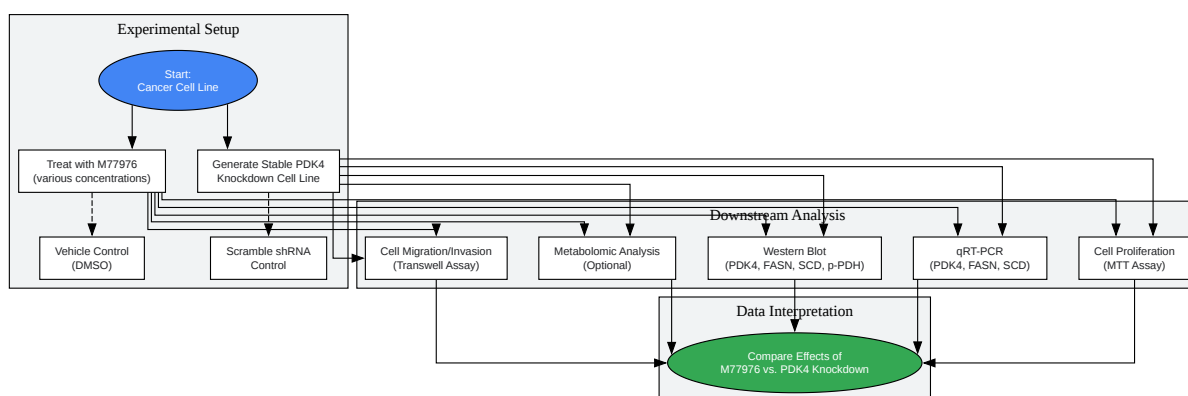 Experimental Setup
Start:
Cancer Cell Line
Treat with M77976
(various concentrations)
Generate Stable PDK4
Knockdown Cell Line
Vehicle Control
(DMSO)
Scramble shRNA
Control
Downstream Analysis
Cell Migration/Invasion
(Transwell Assay)
Metabolomic Analysis
(Optional)
Western Blot
(PDK4, FASN, SCD, p-PDH)
qRT-PCR
(PDK4, FASN, SCD)
Cell Proliferation
(MTT Assay)
Data Interpretation
Compare Effects of
M77976 vs. PDK4 Knockdown